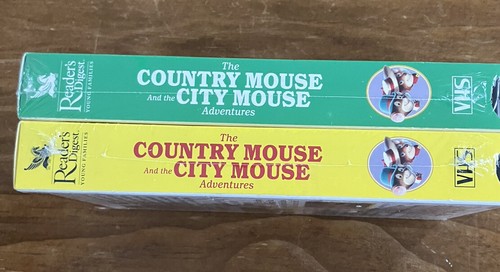 Reader's
Digest
YOUNG FAMILIES
The
COUNTRY MOUSE
And the CITY MOUSE
Adventures
VHS
Reader's
Digest
YOUNG FAMILIES
The
COUNTRY MOUSE
And the CITY MOUSE
Adventures
VHS